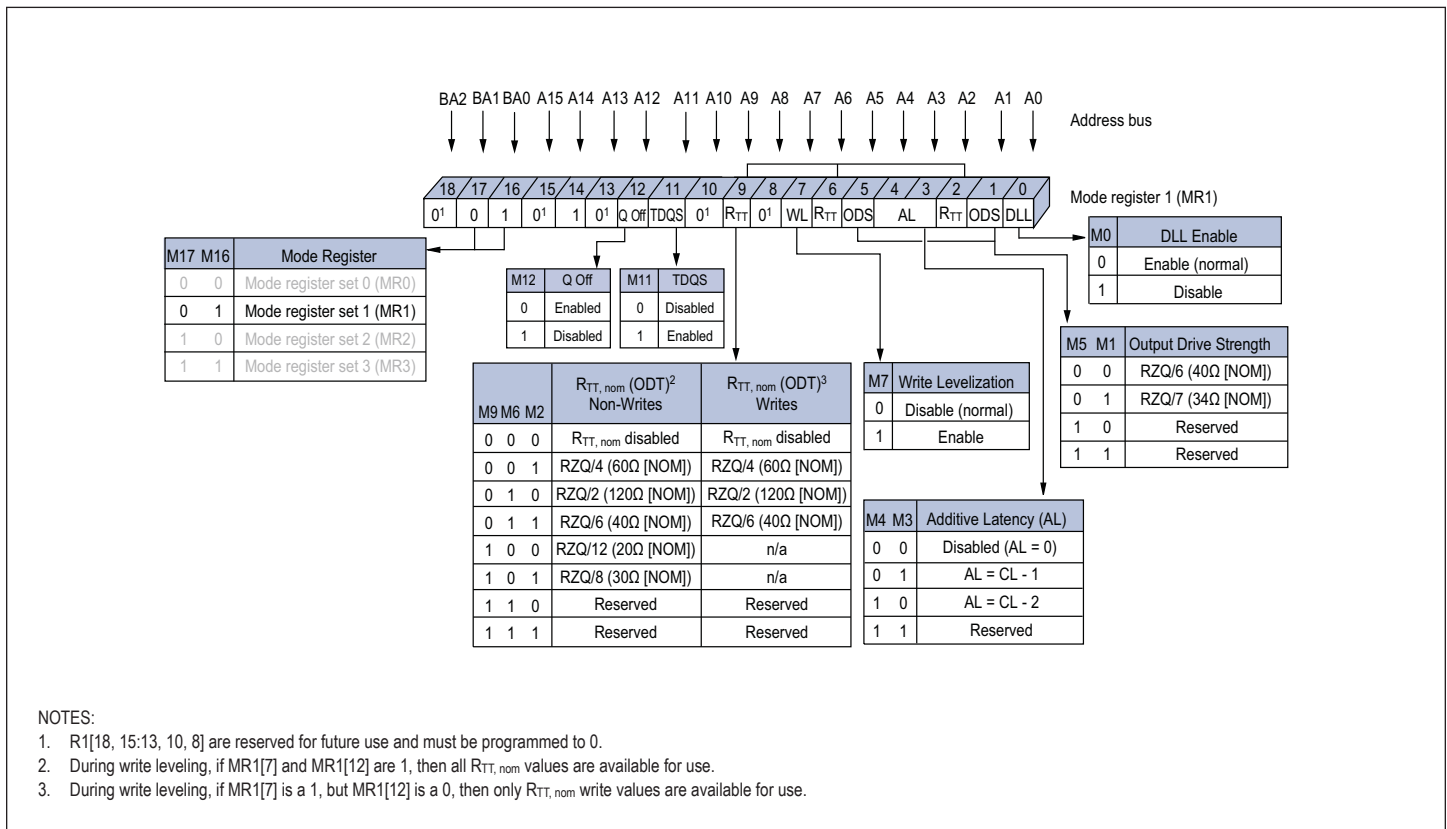 BA2 BA1 BA0 A15 A14 A13 A12 A11 A10 A9 A8 A7 A6 A5 A4 A3 A2 A1 A0
Address bus
18 17 16 15 14 13 12 11 10 9 8 7 6 5 4 3 2 1 0
Mode register 1 (MR1)
0¹ 0 1 0¹ 1 0¹ Q Off TDQS 0¹ RTT 0¹ WL RTT ODS AL RTT ODS DLL
M17 M16 Mode Register
0 0 Mode register set 0 (MR0)
0 1 Mode register set 1 (MR1)
1 0 Mode register set 2 (MR2)
1 1 Mode register set 3 (MR3)
M12 Q Off
0 Enabled
1 Disabled
M11 TDQS
0 Disabled
1 Enabled
M0 DLL Enable
0 Enable (normal)
1 Disable
M5 M1 Output Drive Strength
0 0 RZQ/6 (40Ω [NOM])
0 1 RZQ/7 (34Ω [NOM])
1 0 Reserved
1 1 Reserved
M9 M6 M2 RTT, nom (ODT)² Non-Writes RTT, nom (ODT)³ Writes
0 0 0 RTT, nom disabled RTT, nom disabled
0 0 1 RZQ/4 (60Ω [NOM]) RZQ/4 (60Ω [NOM])
0 1 0 RZQ/2 (120Ω [NOM]) RZQ/2 (120Ω [NOM])
0 1 1 RZQ/6 (40Ω [NOM]) RZQ/6 (40Ω [NOM])
1 0 0 RZQ/12 (20Ω [NOM]) n/a
1 0 1 RZQ/8 (30Ω [NOM]) n/a
1 1 0 Reserved Reserved
1 1 1 Reserved Reserved
M7 Write Levelization
0 Disable (normal)
1 Enable
M4 M3 Additive Latency (AL)
0 0 Disabled (AL = 0)
0 1 AL = CL - 1
1 0 AL = CL - 2
1 1 Reserved
NOTES:
1. R1[18, 15:13, 10, 8] are reserved for future use and must be programmed to 0.
2. During write leveling, if MR1[7] and MR1[12] are 1, then all RTT, nom values are available for use.
3. During write leveling, if MR1[7] is a 1, but MR1[12] is a 0, then only RTT, nom write values are available for use.